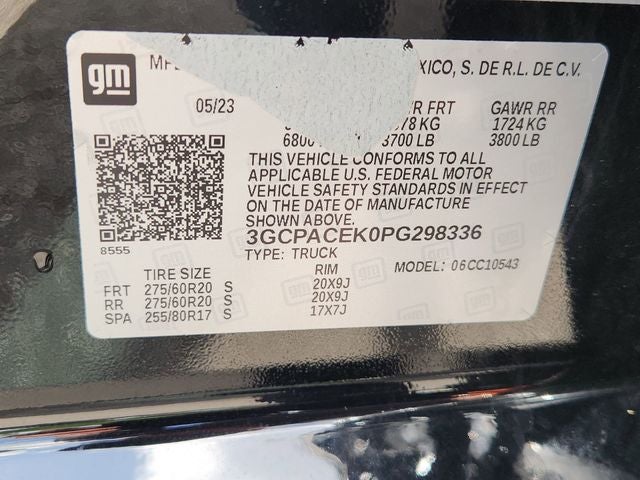 gm
XICO, S. DE R.L. DE C.V.
05/23 FRT GAWR RR
78 KG 1724 KG
6800 3700 LB 3800 LB
THIS VEHICLE CONFORMS TO ALL
APPLICABLE U.S. FEDERAL MOTOR
VEHICLE SAFETY STANDARDS IN EFFECT
ON THE DATE OF MANUFACTURE
SHOWN ABOVE.
3GCPACEK0PG298336
8555
TYPE: TRUCK
MODEL: 06CC10543
TIRE SIZE RIM
FRT 275/60R20 S 20X9J
RR 275/60R20 S 20X9J
SPA 255/80R17 S 17X7J